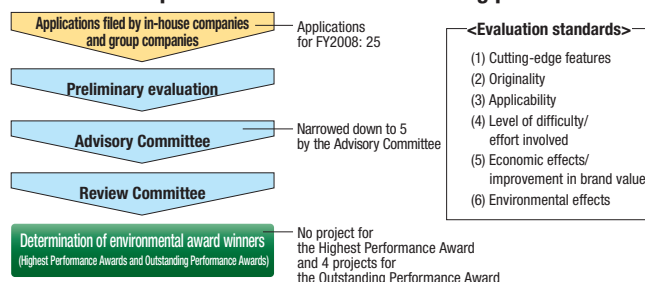 Applications filed by in-house companies
and group companies
Applications
for FY2008: 25
Preliminary evaluation
Advisory Committee
Narrowed down to 5
by the Advisory Committee
Review Committee
Determination of environmental award winners
(Highest Performance Awards and Outstanding Performance Awards)
No project for
the Highest Performance Award
and 4 projects for
the Outstanding Performance Award
<Evaluation standards>
(1) Cutting-edge features
(2) Originality
(3) Applicability
(4) Level of difficulty/
effort involved
(5) Economic effects/
improvement in brand value
(6) Environmental effects